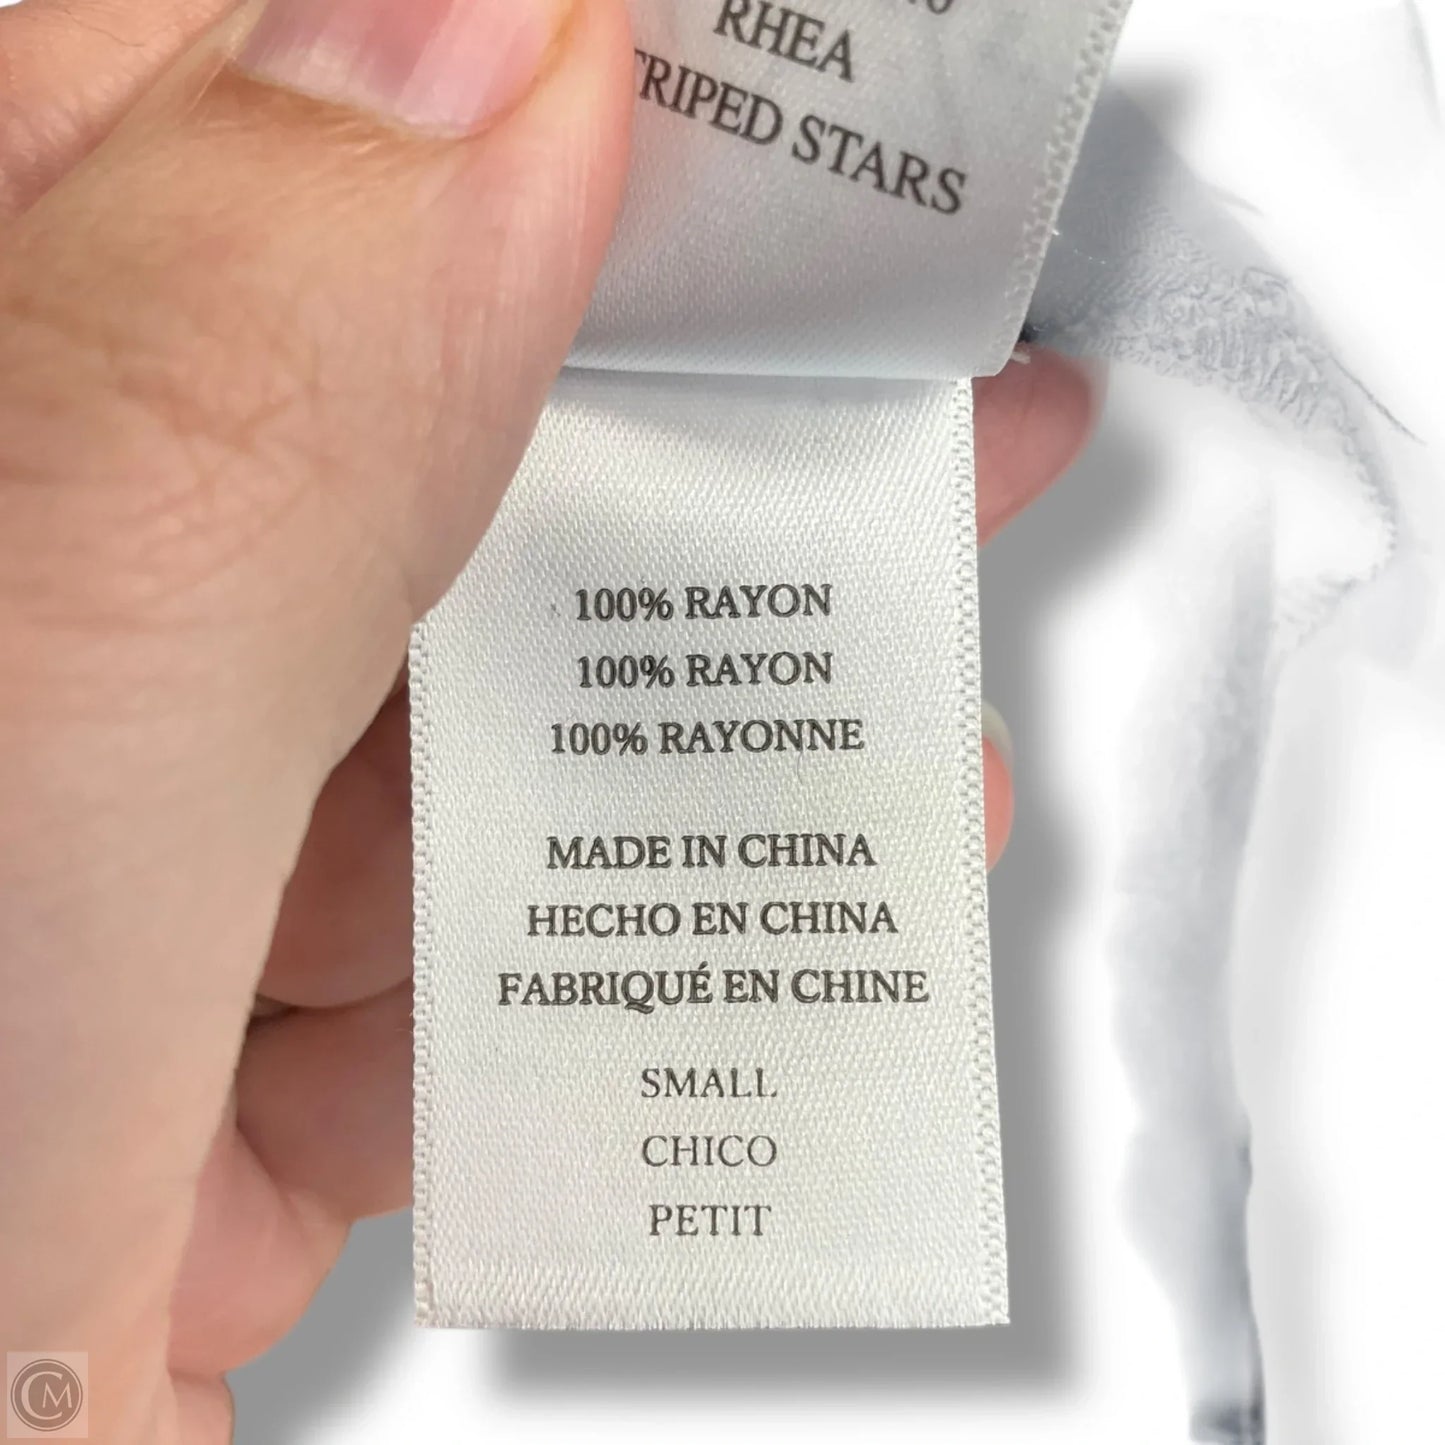 RHEA
TRIPED STARS
100% RAYON
100% RAYON
100% RAYONNE
MADE IN CHINA
HECHO EN CHINA
FABRIQUÉ EN CHINE
SMALL
CHICO
PETIT
CM